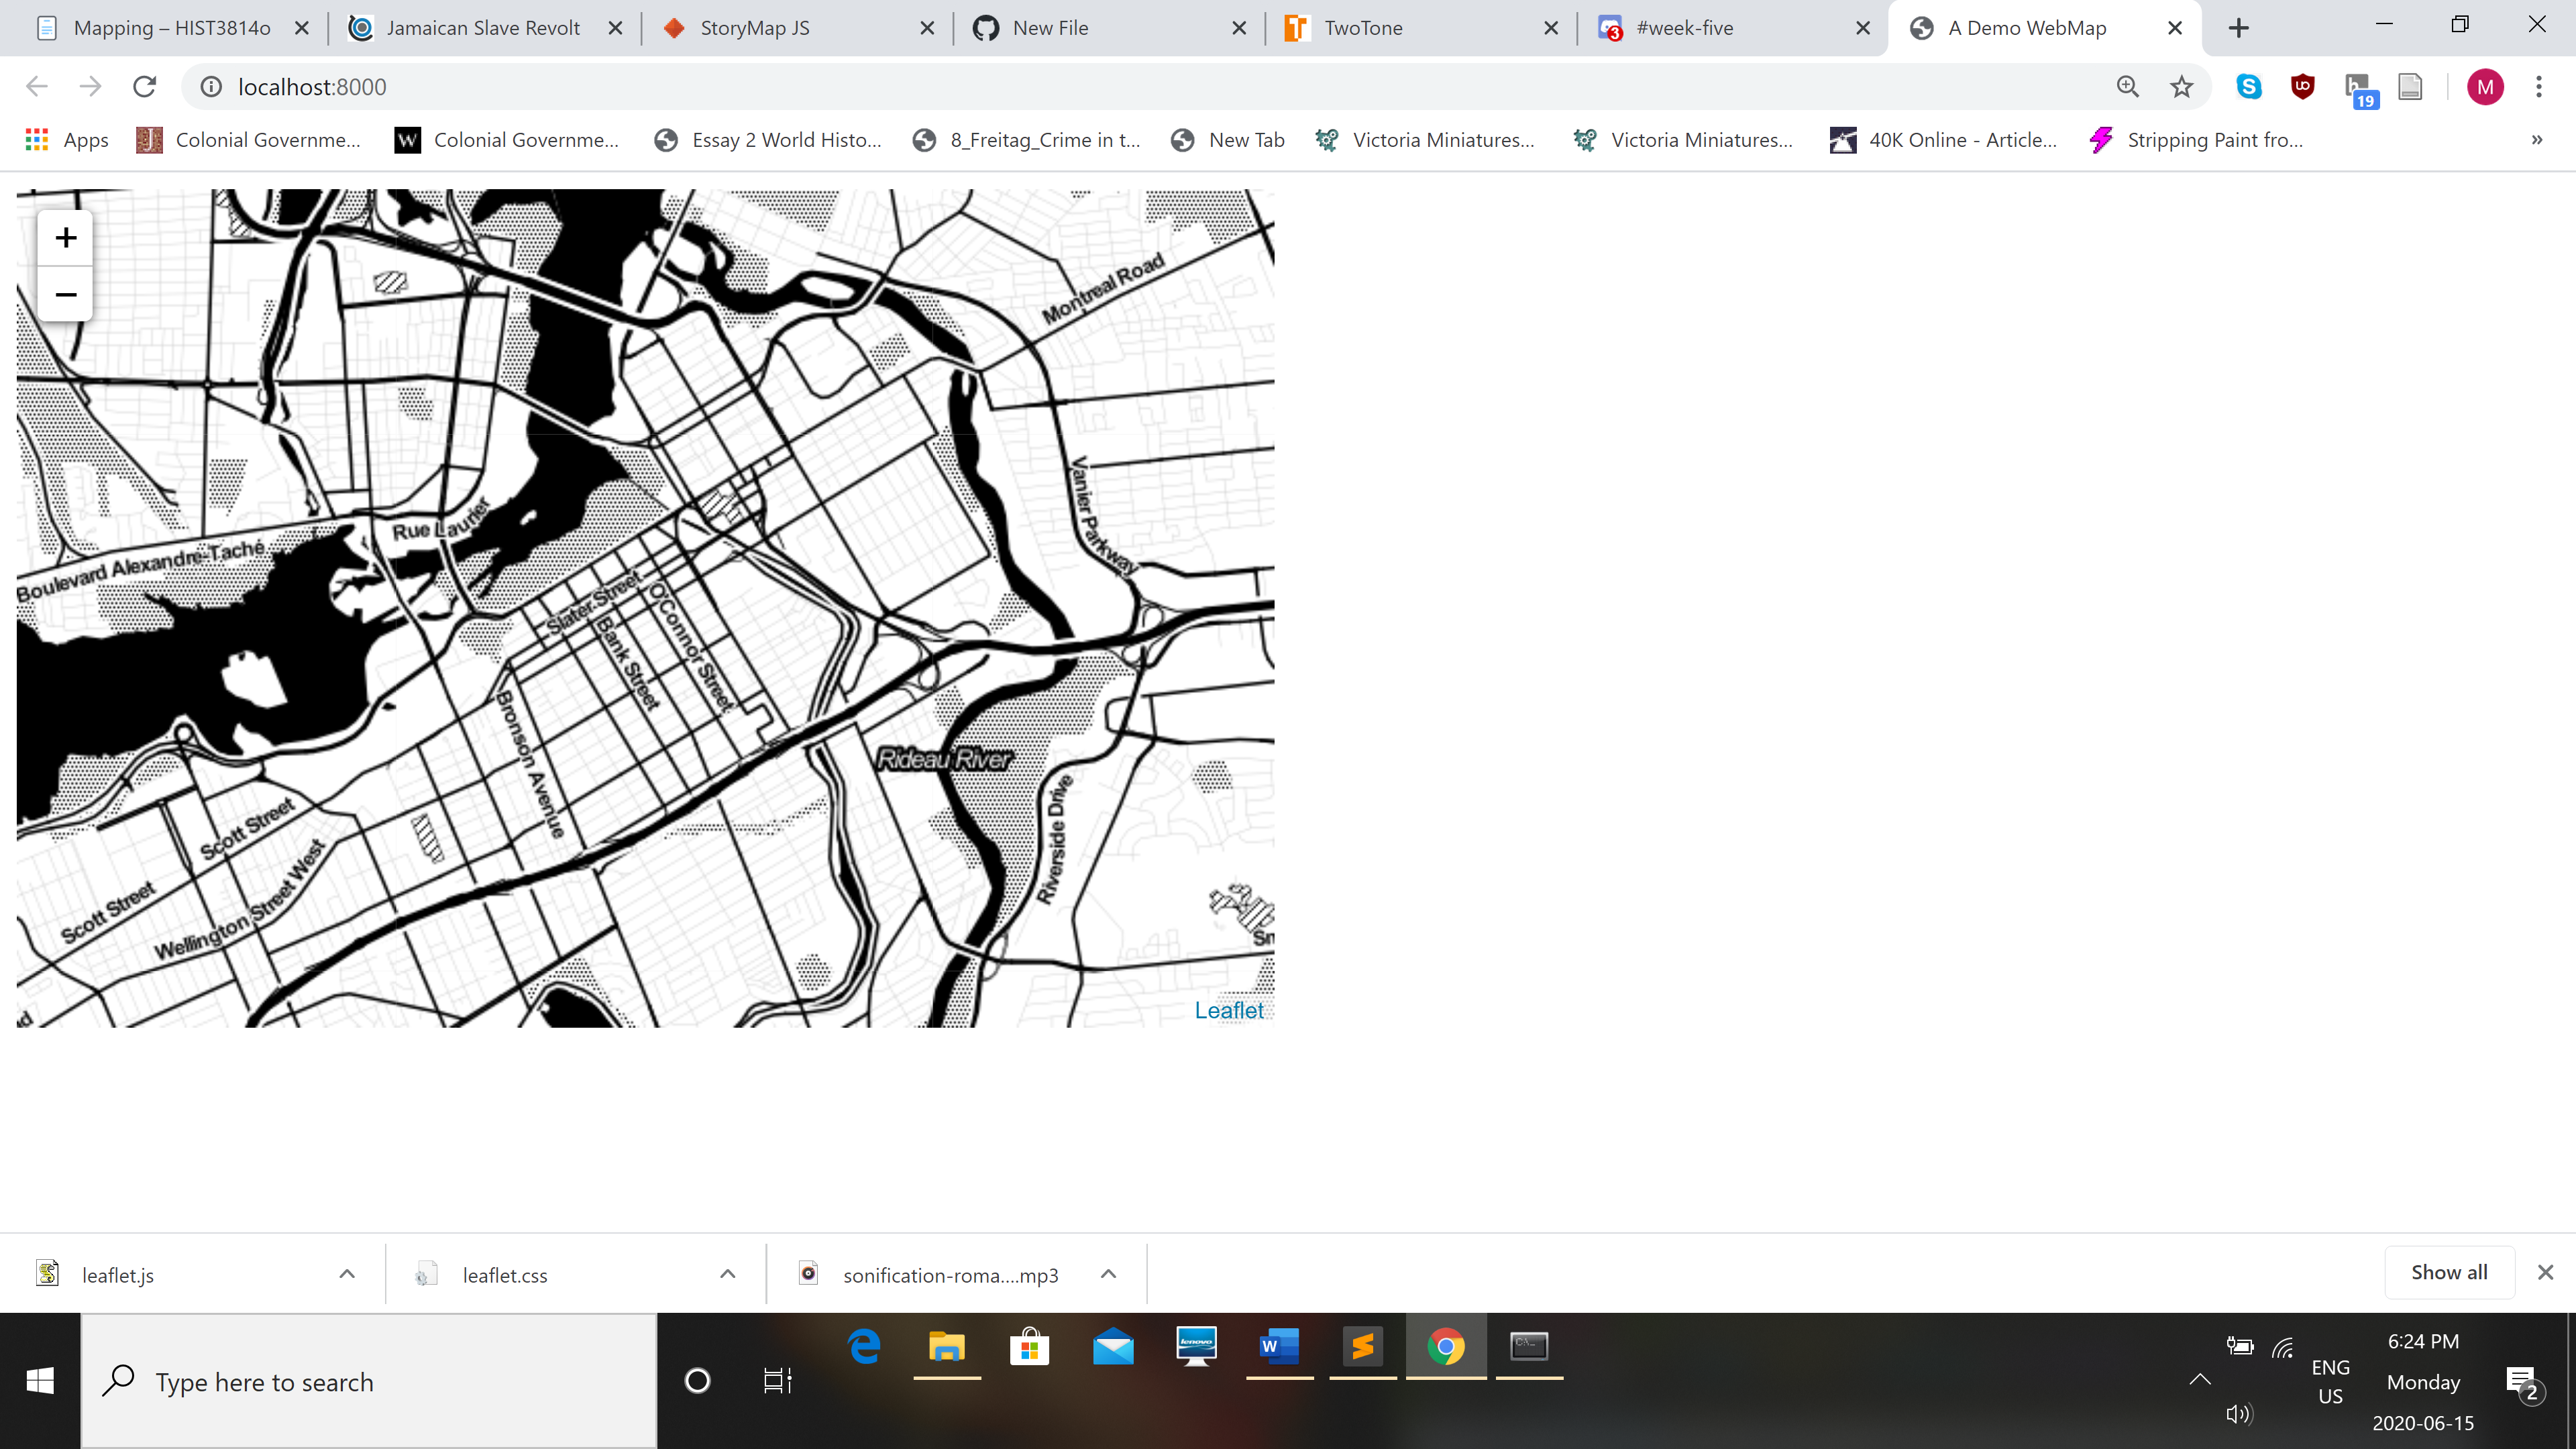 Mapping – HIST3814o
Jamaican Slave Revolt
StoryMap JS
New File
TwoTone
3
#week-five
A Demo WebMap
localhost:8000
19
M
Apps
Colonial Governme...
W
Colonial Governme...
Essay 2 World Histo...
8_Freitag_Crime in t...
New Tab
Victoria Miniatures...
Victoria Miniatures...
40K Online - Article...
Stripping Paint fro...
»
+
−
Montreal Road
Vanier Parkway
Rue Laurier
Boulevard Alexandre-Taché
Slater Street
O'Connor Street
Bank Street
Bronson Avenue
Rideau River
Riverside Drive
Scott Street
Scott Street
Wellington Street West
Sm
Leaflet
leaflet.js
leaflet.css
sonification-roma....mp3
Show all
Type here to search
lenovo
W
6:24 PM
ENG
Monday
US
2
2020-06-15